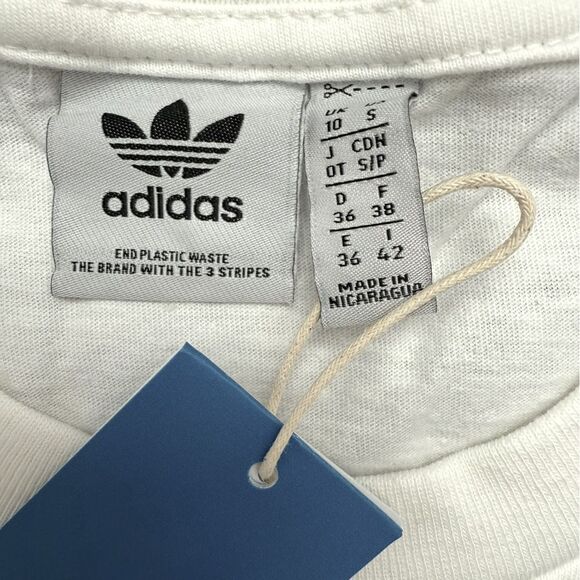 adidas
END PLASTIC WASTE
THE BRAND WITH THE 3 STRIPES
UK
10 S
J CDN
OT S/P
D F
36 38
E I
36 42
MADE IN
NICARAGUA